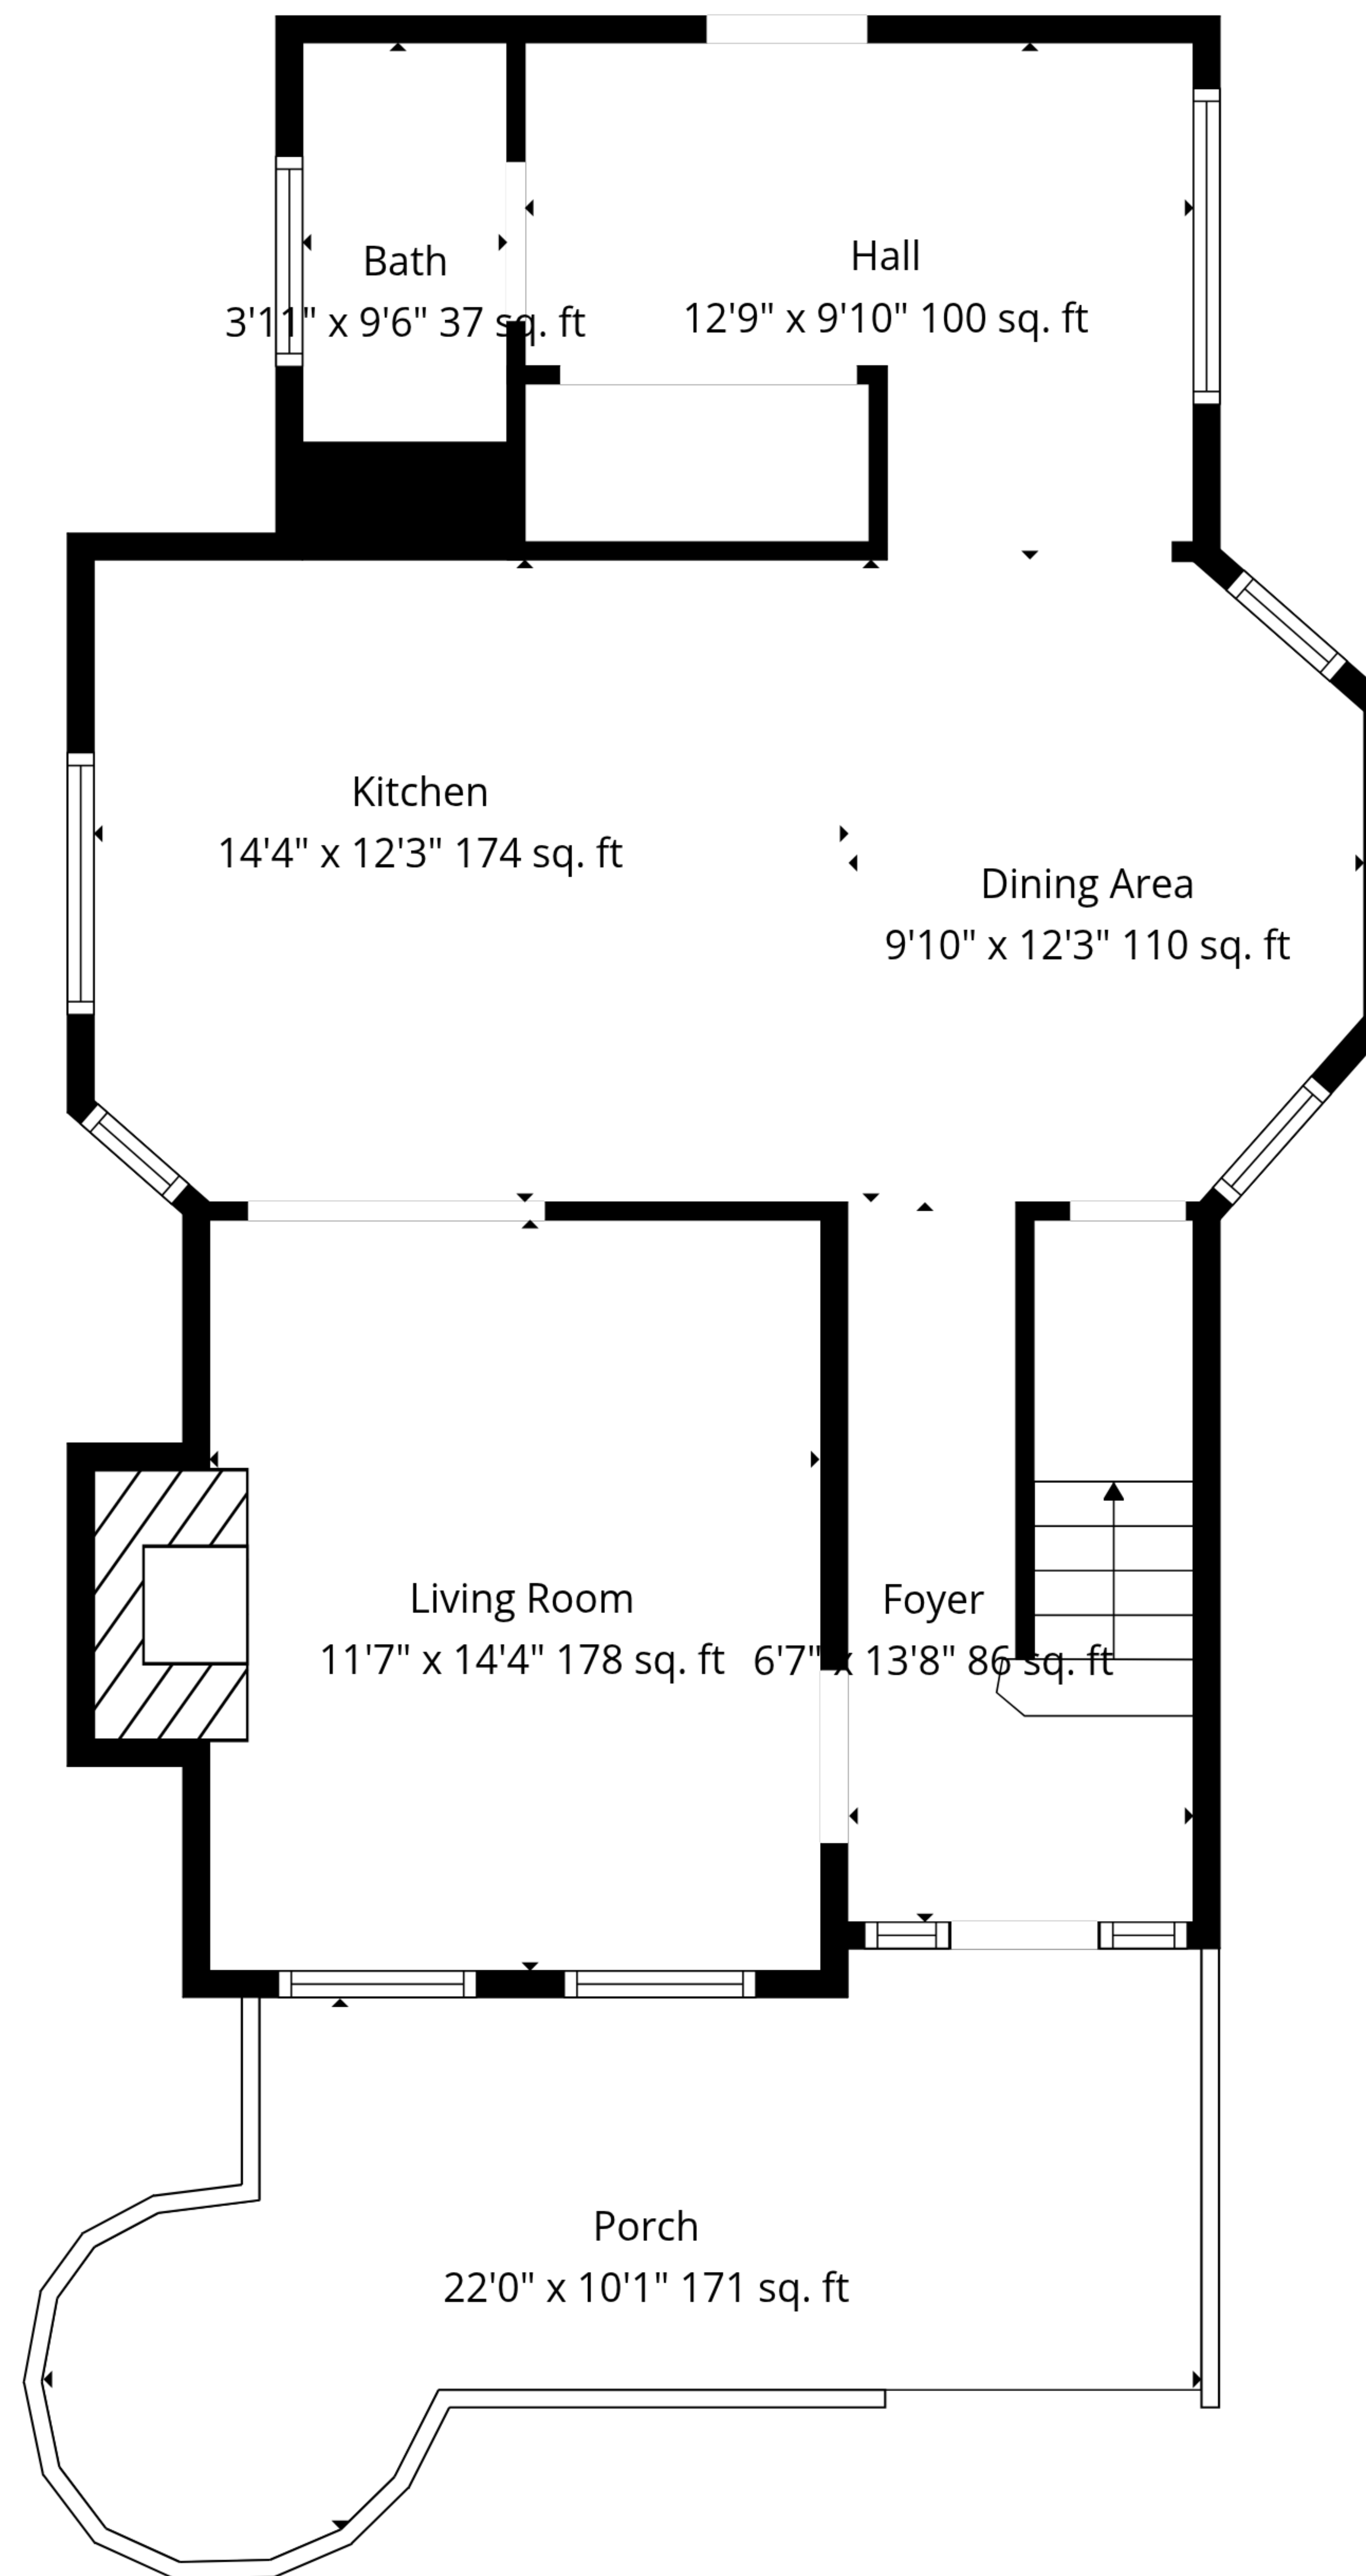 Bath
3'11" x 9'6" 37 sq. ft
Hall
12'9" x 9'10" 100 sq. ft
Kitchen
14'4" x 12'3" 174 sq. ft
Dining Area
9'10" x 12'3" 110 sq. ft
Living Room
11'7" x 14'4" 178 sq. ft
Foyer
6'7" x 13'8" 86 sq. ft
Porch
22'0" x 10'1" 171 sq. ft